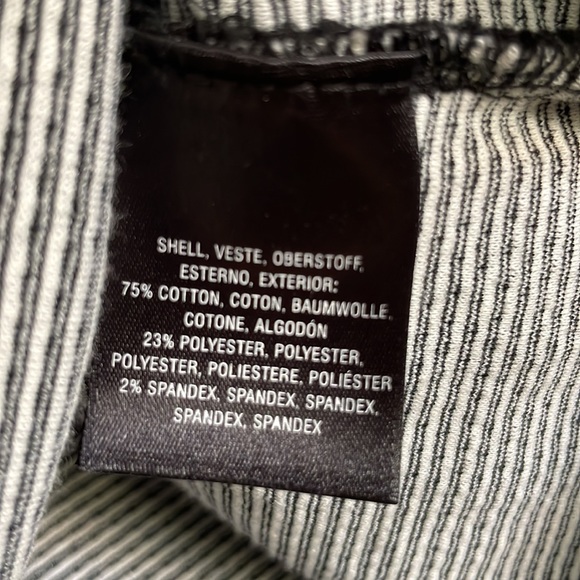 SHELL, VESTE, OBERSTOFF,
ESTERNO, EXTERIOR:
75% COTTON, COTON, BAUMWOLLE,
COTONE, ALGODÓN
23% POLYESTER, POLYESTER,
POLYESTER, POLIESTERE, POLIÉSTER
2% SPANDEX, SPANDEX, SPANDEX,
SPANDEX, SPANDEX